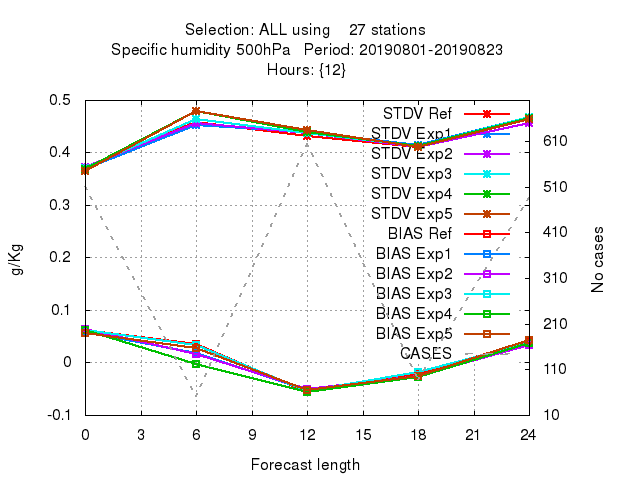 Selection: ALL using    27 stations
Specific humidity 500hPa   Period: 20190801-20190823
Hours: {12}
0.5
0.4
0.3
0.2
0.1
0
-0.1
g/Kg
STDV Ref
STDV Exp1
STDV Exp2
STDV Exp3
STDV Exp4
STDV Exp5
BIAS Ref
BIAS Exp1
BIAS Exp2
BIAS Exp3
BIAS Exp4
BIAS Exp5
CASES
610
510
410
310
210
110
10
No cases
0 3 6 9 12 15 18 21 24
Forecast length